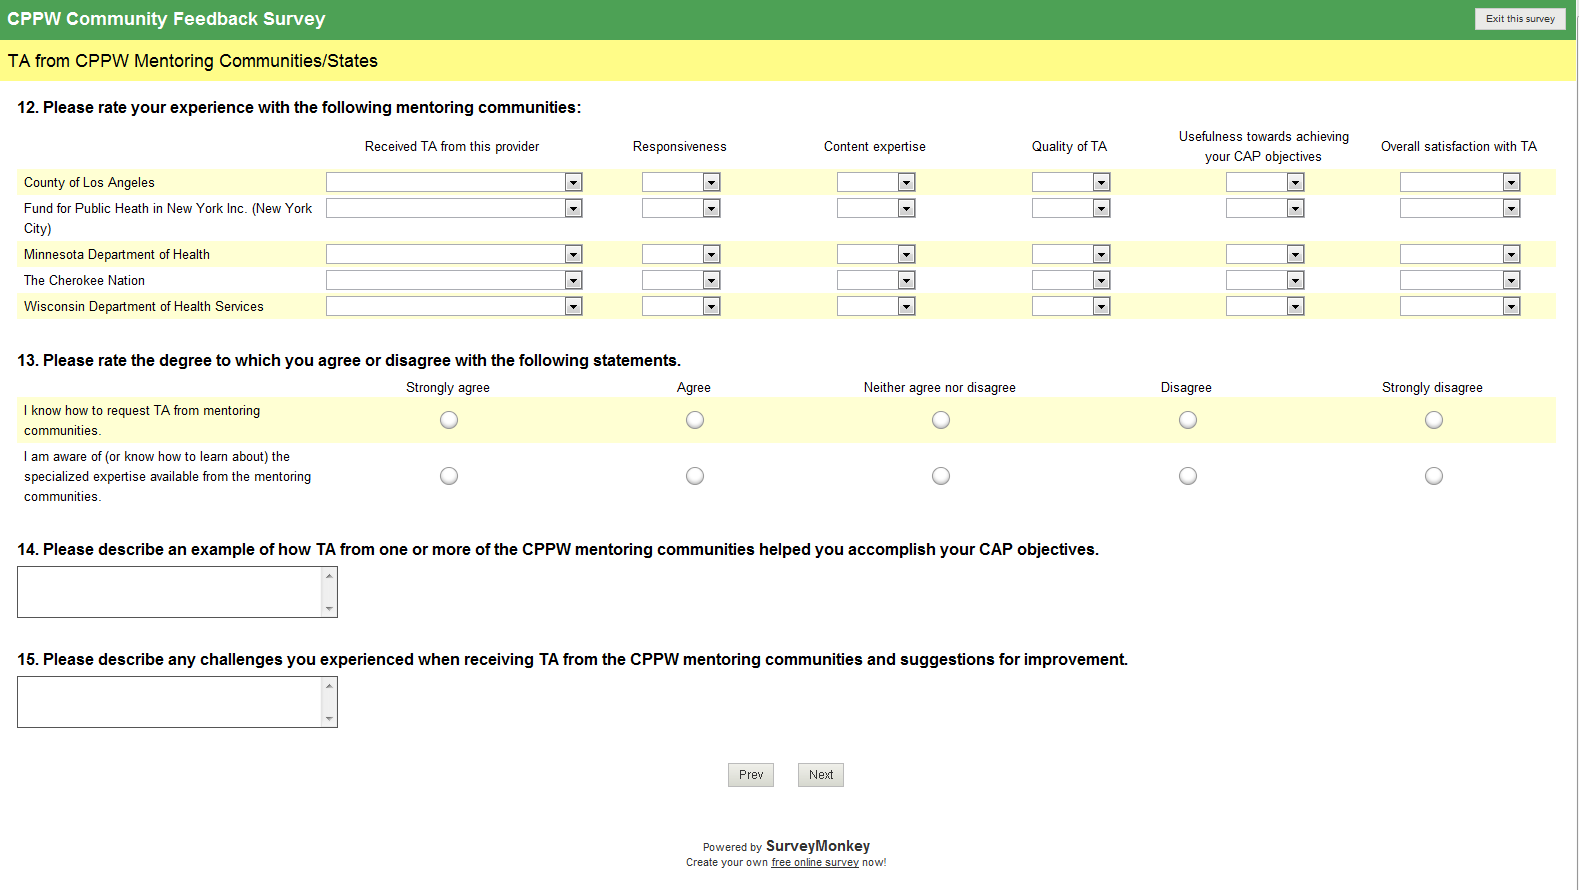 CPPW Community Feedback Survey
Exit this survey
TA from CPPW Mentoring Communities/States
12. Please rate your experience with the following mentoring communities:
Received TA from this provider
Responsiveness
Content expertise
Quality of TA
Usefulness towards achieving
your CAP objectives
Overall satisfaction with TA
County of Los Angeles
Fund for Public Heath in New York Inc. (New York
City)
Minnesota Department of Health
The Cherokee Nation
Wisconsin Department of Health Services
13. Please rate the degree to which you agree or disagree with the following statements.
Strongly agree
Agree
Neither agree nor disagree
Disagree
Strongly disagree
I know how to request TA from mentoring
communities.
I am aware of (or know how to learn about) the
specialized expertise available from the mentoring
communities.
14. Please describe an example of how TA from one or more of the CPPW mentoring communities helped you accomplish your CAP objectives.
15. Please describe any challenges you experienced when receiving TA from the CPPW mentoring communities and suggestions for improvement.
Prev
Next
Powered by SurveyMonkey
Create your own free online survey now!